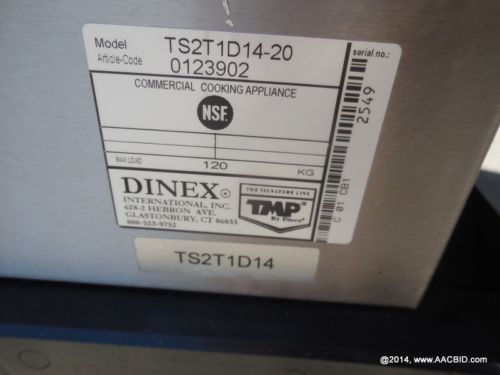 Model TS2T1D14-20
Article-Code 0123902
serial no.:
2549
COMMERCIAL COOKING APPLIANCE
NSF.
MAX LOAD 120 KG
DINEX®
INTERNATIONAL, INC.
628-2 HEBRON AVE.
GLASTONBURY, CT 06033
800-523-9752
THE SIGNATURE LINE
TMP®
By Dinex
C 01 CB1
TS2T1D14
©2014, www.AACBID.com